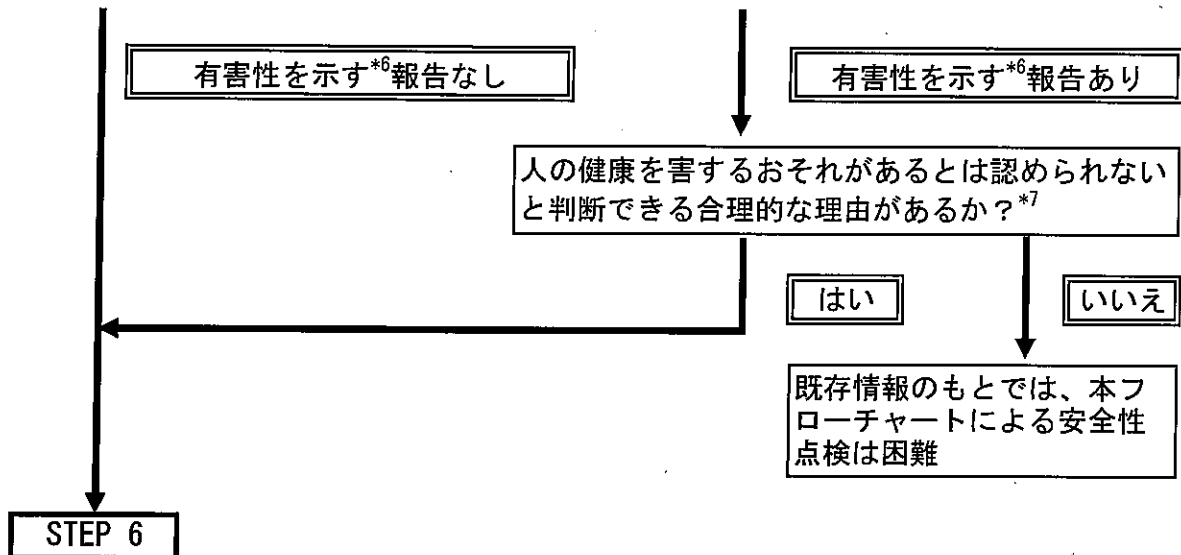 有害性を示す*6報告なし
有害性を示す*6報告あり
人の健康を害するおそれがあるとは認められない
と判断できる合理的な理由があるか？*7
はい
いいえ
既存情報のもとでは、本フ
ローチャートによる安全性
点検は困難
STEP 6